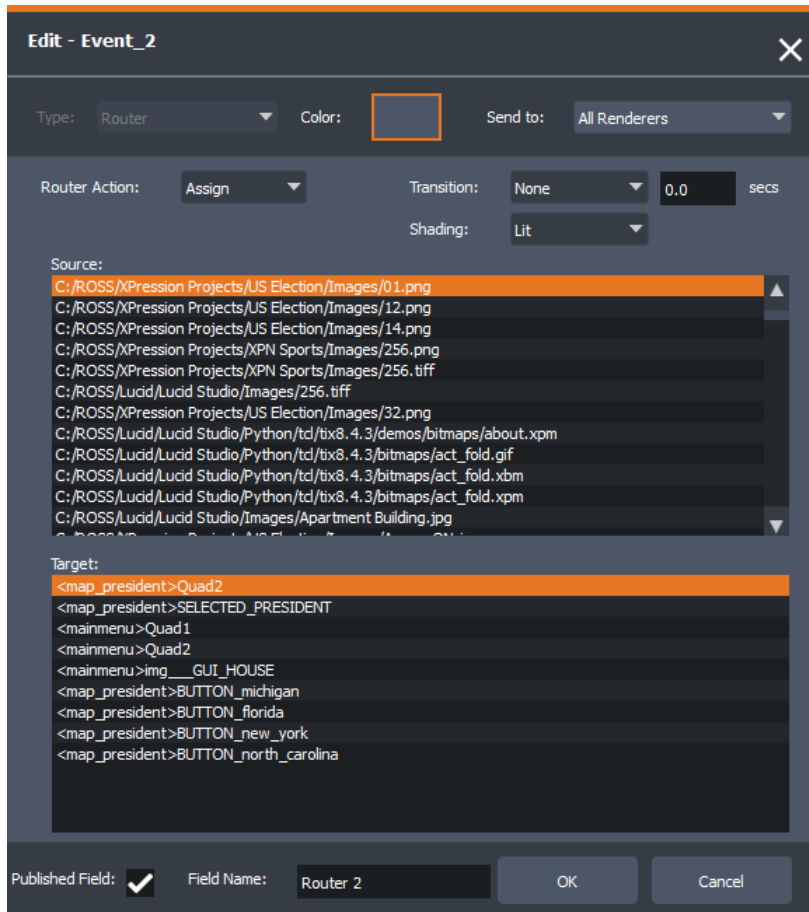 Edit - Event_2
Type: Router Color: Send to: All Renderers
Router Action: Assign Transition: None 0.0 secs
Shading: Lit
Source:
C:/ROSS/XPression Projects/US Election/Images/01.png
C:/ROSS/XPression Projects/US Election/Images/12.png
C:/ROSS/XPression Projects/US Election/Images/14.png
C:/ROSS/XPression Projects/XPN Sports/Images/256.png
C:/ROSS/XPression Projects/XPN Sports/Images/256.tiff
C:/ROSS/Lucid/Lucid Studio/Images/256.tiff
C:/ROSS/XPression Projects/US Election/Images/32.png
C:/ROSS/Lucid/Lucid Studio/Python/tcl/tix8.4.3/demos/bitmaps/about.xpm
C:/ROSS/Lucid/Lucid Studio/Python/tcl/tix8.4.3/bitmaps/act_fold.gif
C:/ROSS/Lucid/Lucid Studio/Python/tcl/tix8.4.3/bitmaps/act_fold.xbm
C:/ROSS/Lucid/Lucid Studio/Python/tcl/tix8.4.3/bitmaps/act_fold.xpm
C:/ROSS/Lucid/Lucid Studio/Images/Apartment Building.jpg
Target:
<map_president>Quad2
<map_president>SELECTED_PRESIDENT
<mainmenu>Quad1
<mainmenu>Quad2
<mainmenu>img___GUI_HOUSE
<map_president>BUTTON_michigan
<map_president>BUTTON_florida
<map_president>BUTTON_new_york
<map_president>BUTTON_north_carolina
Published Field: Field Name: Router 2 OK Cancel